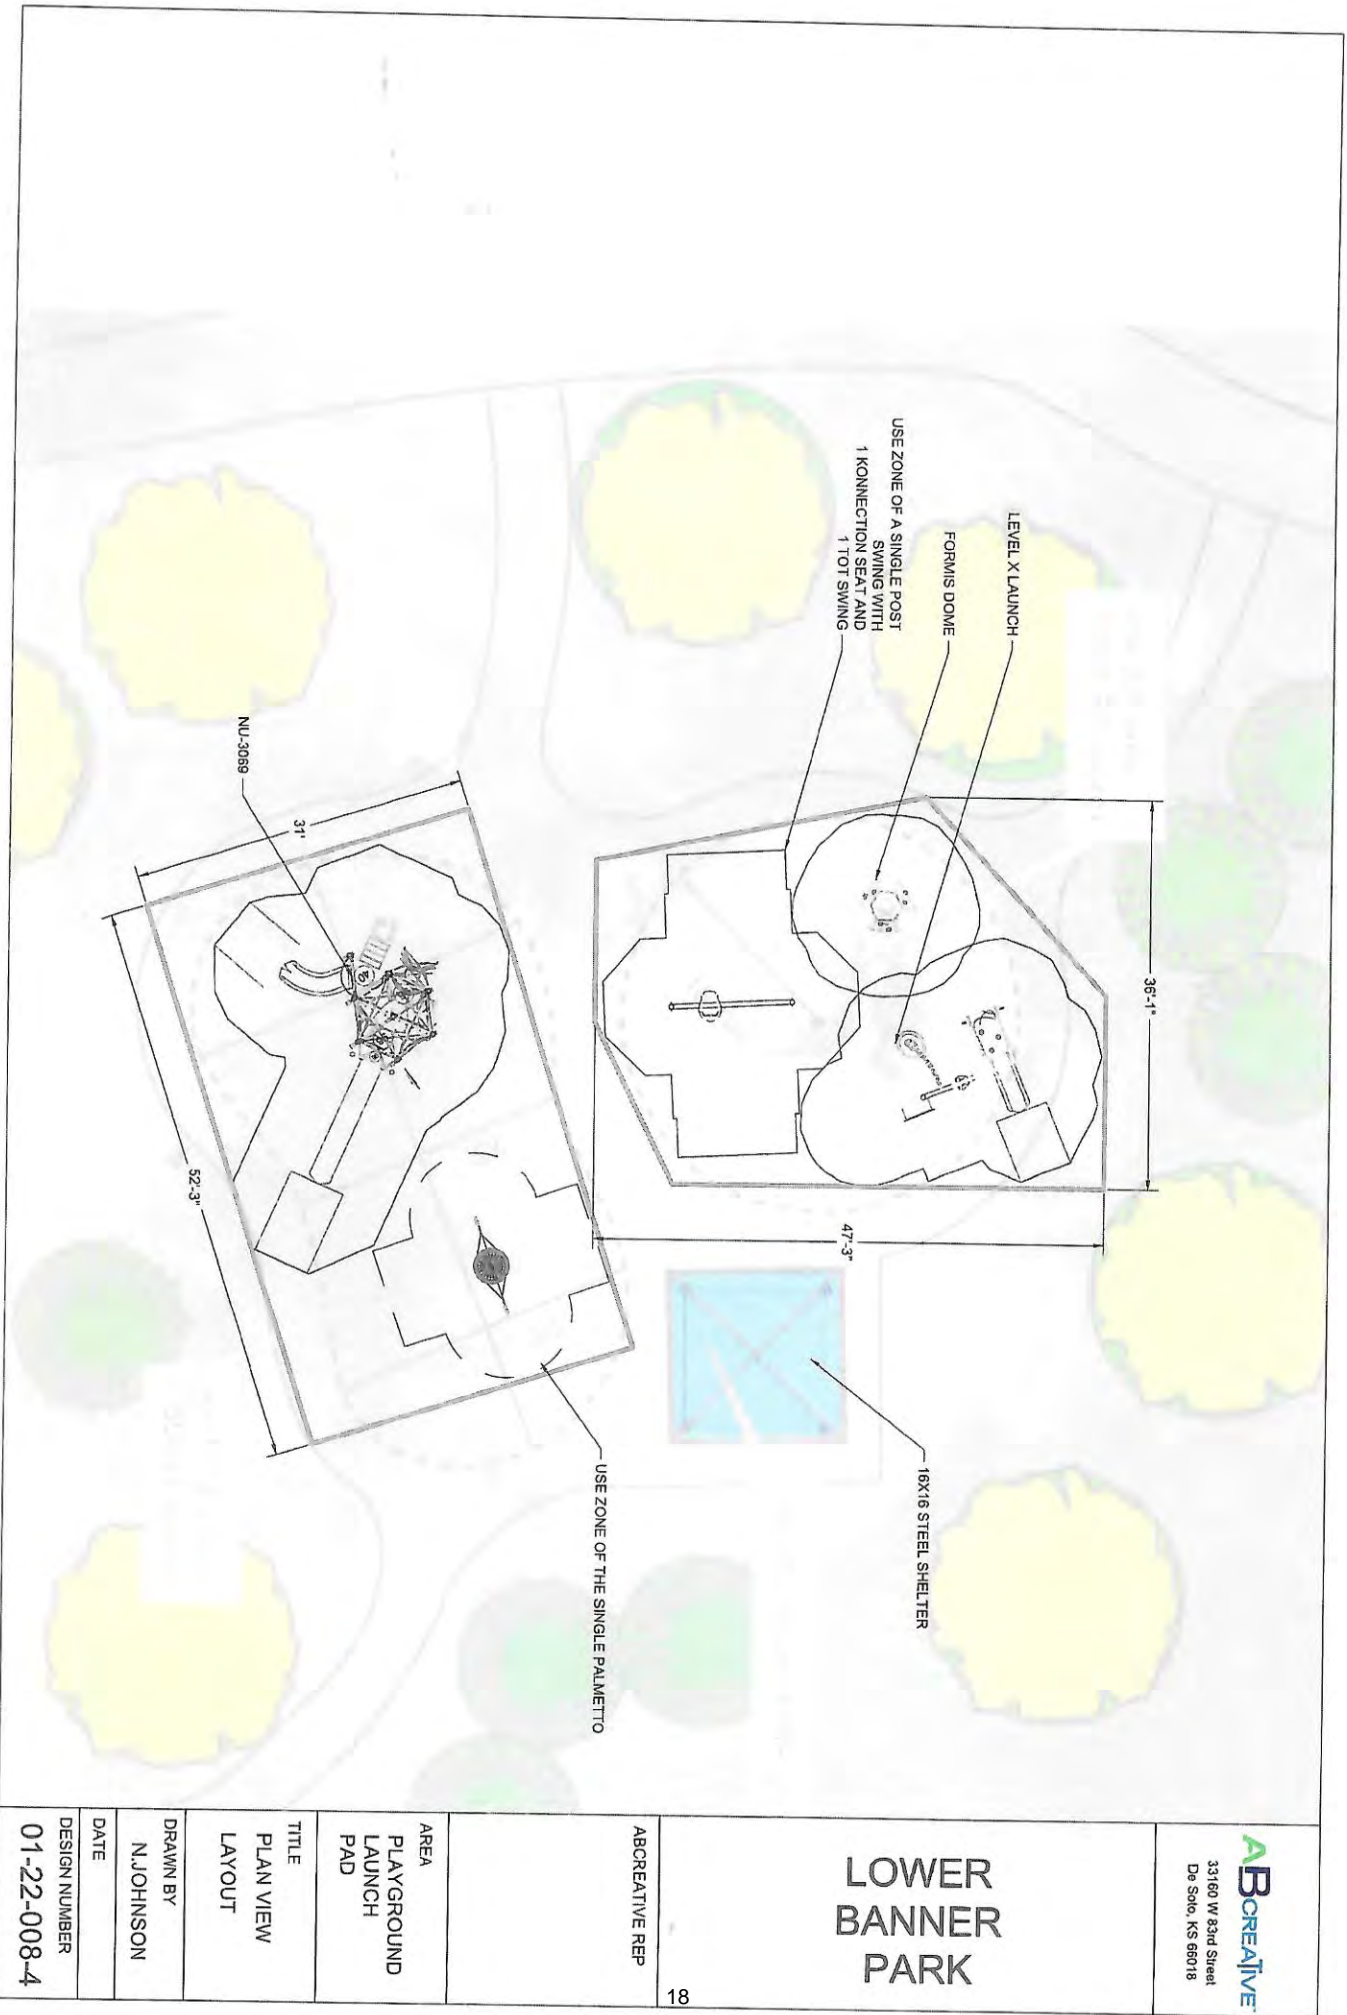 LEVEL X LAUNCH
FORMIS DOME
USE ZONE OF A SINGLE POST
SWING WITH
1 KONNECTION SEAT AND
1 TOT SWING
NU-3069
36'-1"
47'-3"
31'
52'-3"
16X16 STEEL SHELTER
USE ZONE OF THE SINGLE PALMETTO
ABCREATIVE
33160 W 83rd Street
De Soto, KS 66018
LOWER
BANNER
PARK
ABCREATIVE REP
AREA
PLAYGROUND
LAUNCH
PAD
TITLE
PLAN VIEW
LAYOUT
DRAWN BY
N.JOHNSON
DATE
DESIGN NUMBER
01-22-008-4
18